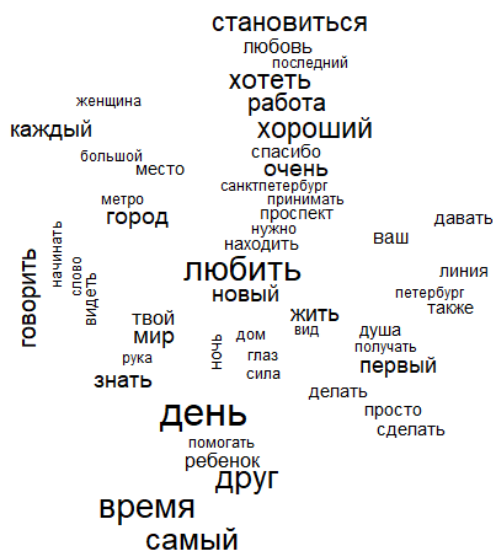 становиться
любовь
последний
хотеть
женщина
работа
каждый
хороший
большой
спасибо
место
очень
санктпетербург
метро
принимать
город
проспект
давать
нужно
ваш
находить
говорить
начинать
слово
видеть
любить
линия
новый
петербург
жить
также
твой
мир
ночь
дом
вид
душа
рука
глаз
получать
знать
сила
первый
делать
день
просто
сделать
помогать
ребенок
друг
время
самый